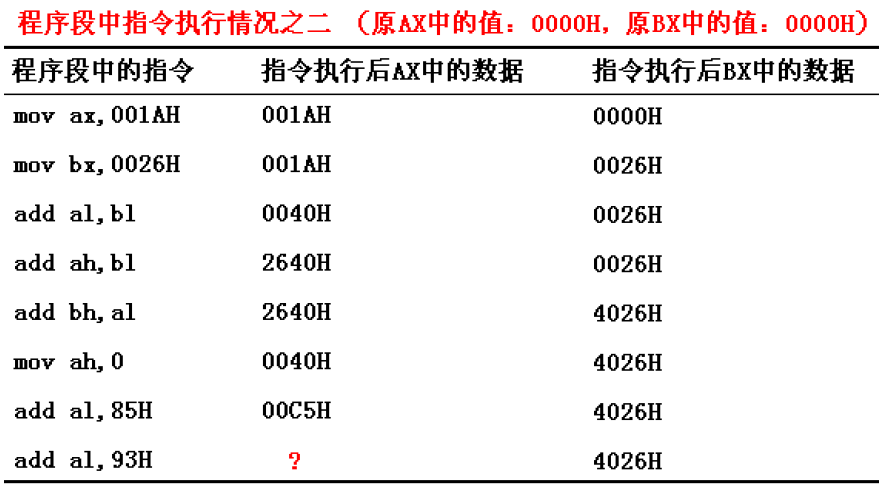 程序段中指令执行情况之二 （原AX中的值：0000H，原BX中的值：0000H）
程序段中的指令 指令执行后AX中的数据 指令执行后BX中的数据
mov ax,001AH 001AH 0000H
mov bx,0026H 001AH 0026H
add al,bl 0040H 0026H
add ah,bl 2640H 0026H
add bh,al 2640H 4026H
mov ah,0 0040H 4026H
add al,85H 00C5H 4026H
add al,93H ？ 4026H